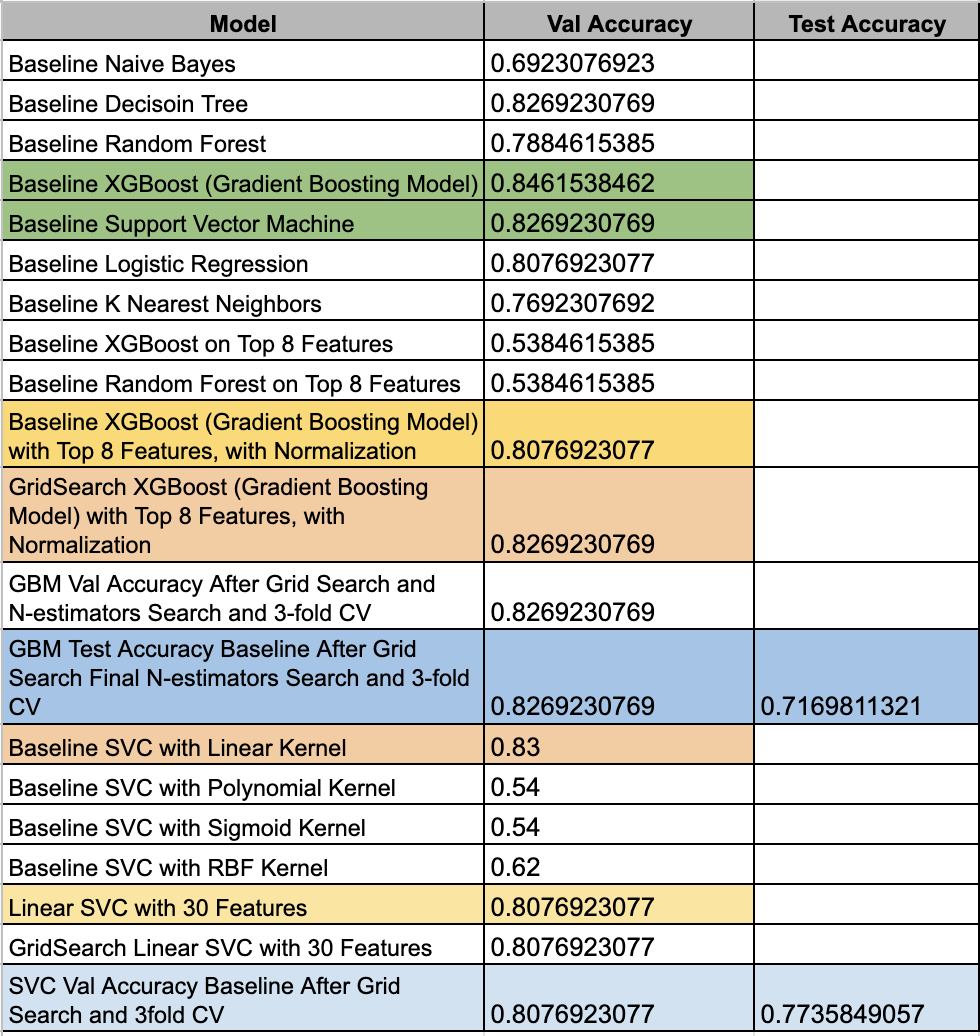 Model Val Accuracy Test Accuracy
Baseline Naive Bayes 0.6923076923
Baseline Decisoin Tree 0.8269230769
Baseline Random Forest 0.7884615385
Baseline XGBoost (Gradient Boosting Model) 0.8461538462
Baseline Support Vector Machine 0.8269230769
Baseline Logistic Regression 0.8076923077
Baseline K Nearest Neighbors 0.7692307692
Baseline XGBoost on Top 8 Features 0.5384615385
Baseline Random Forest on Top 8 Features 0.5384615385
Baseline XGBoost (Gradient Boosting Model)
with Top 8 Features, with Normalization 0.8076923077
GridSearch XGBoost (Gradient Boosting
Model) with Top 8 Features, with
Normalization 0.8269230769
GBM Val Accuracy After Grid Search and
N-estimators Search and 3-fold CV 0.8269230769
GBM Test Accuracy Baseline After Grid
Search Final N-estimators Search and 3-fold
CV 0.8269230769 0.7169811321
Baseline SVC with Linear Kernel 0.83
Baseline SVC with Polynomial Kernel 0.54
Baseline SVC with Sigmoid Kernel 0.54
Baseline SVC with RBF Kernel 0.62
Linear SVC with 30 Features 0.8076923077
GridSearch Linear SVC with 30 Features 0.8076923077
SVC Val Accuracy Baseline After Grid
Search and 3fold CV 0.8076923077 0.7735849057